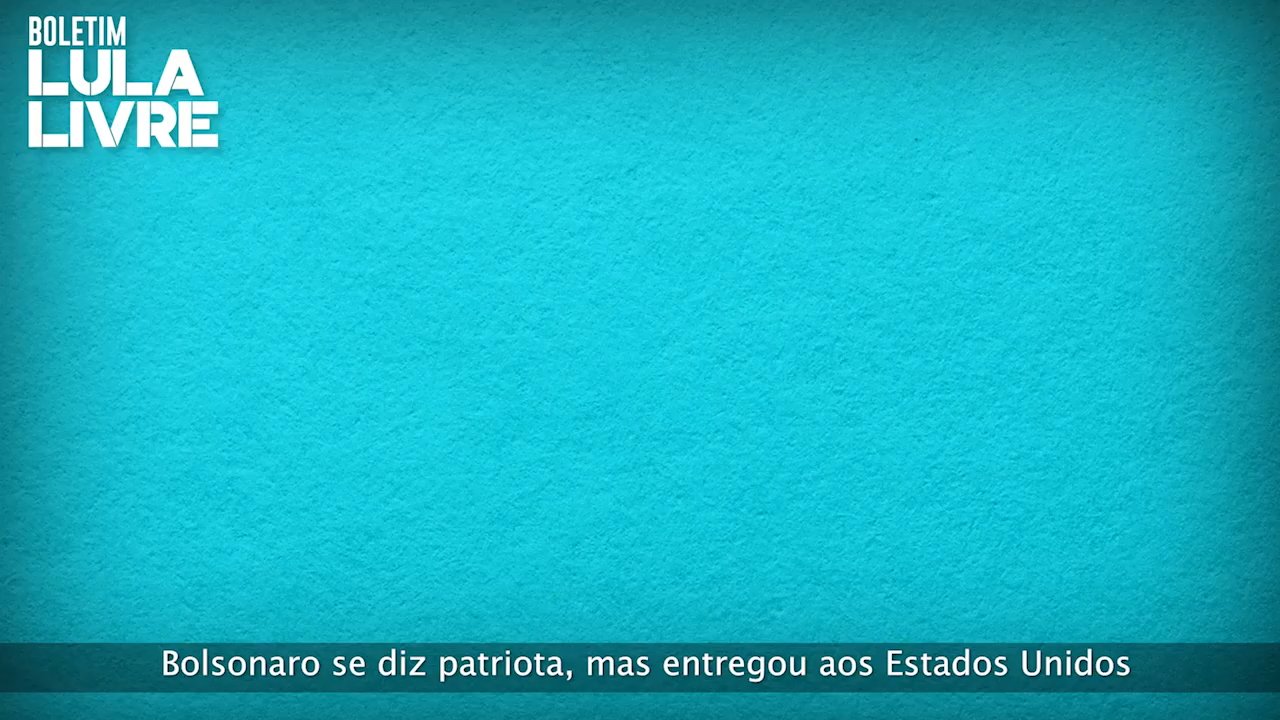 BOLETIM
LULA
LIVRE
Bolsonaro se diz patriota, mas entregou aos Estados Unidos